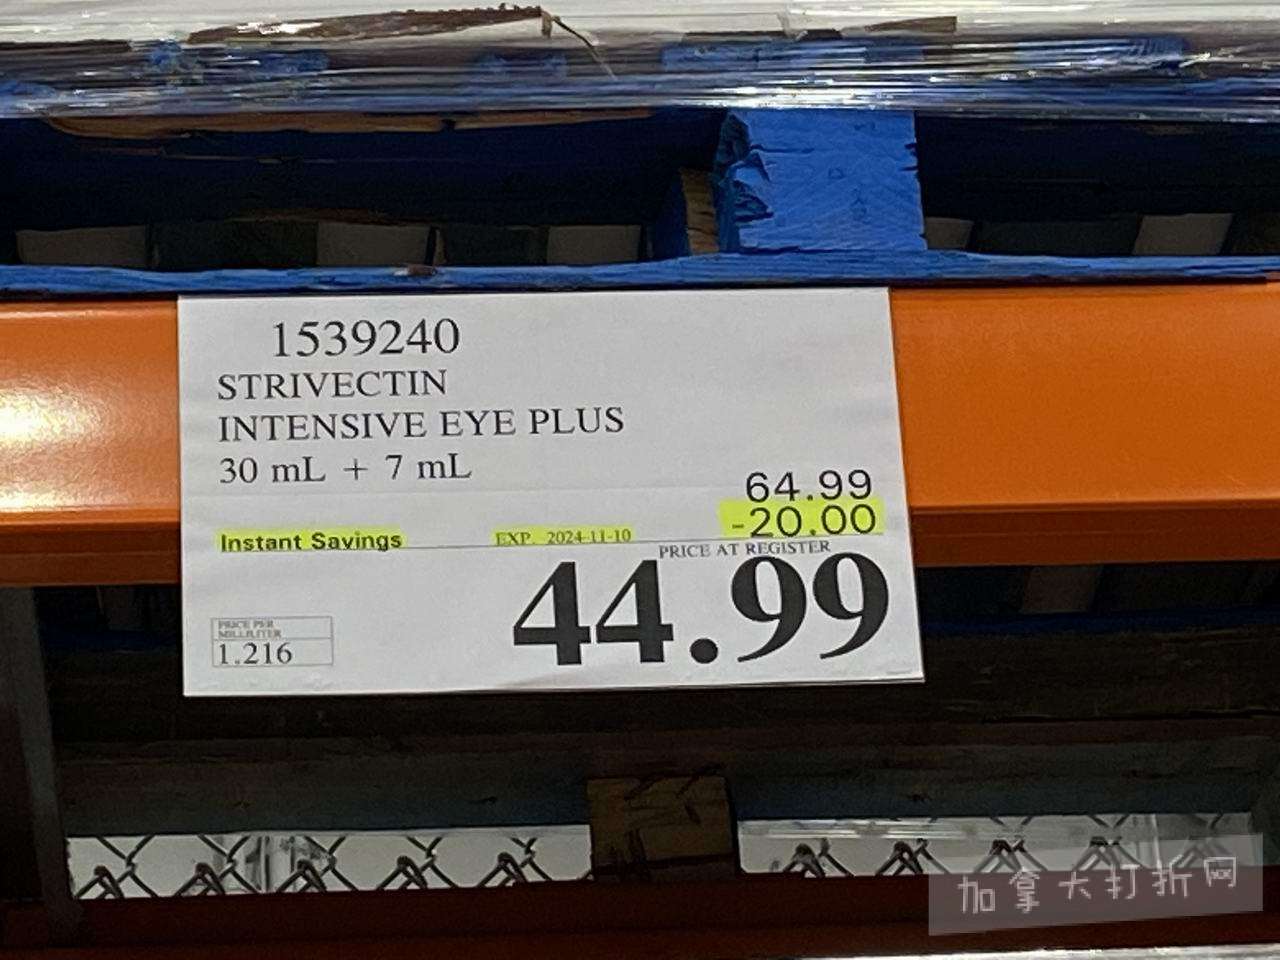 1539240
STRIVECTIN
INTENSIVE EYE PLUS
30 mL + 7 mL
64.99
Instant Savings EXP. 2024-11-10 -20.00
PRICE AT REGISTER
44.99
PRICE PER
MILLILITER
1.216
加拿大打折网